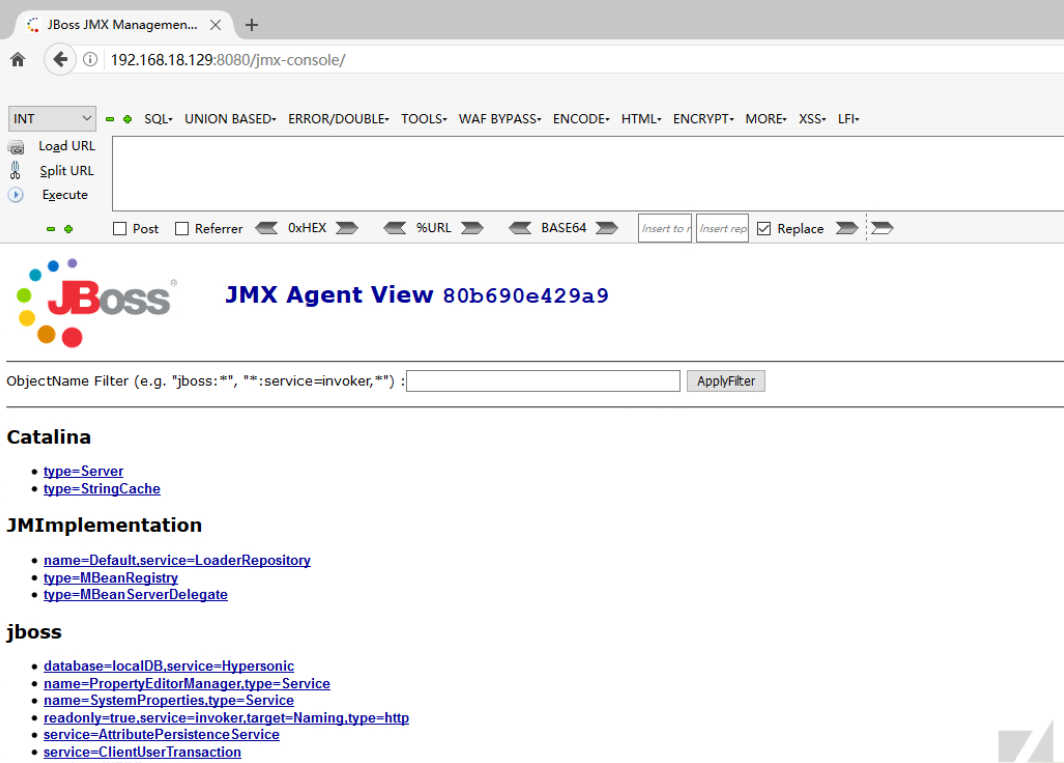 JBoss JMX Managemen...
192.168.18.129:8080/jmx-console/
INT SQL UNION BASED ERROR/DOUBLE TOOLS WAF BYPASS ENCODE HTML ENCRYPT MORE XSS LFI
Load URL
Split URL
Execute
Post Referrer 0xHEX %URL BASE64 Insert to r Insert rep Replace
JBoss®
JMX Agent View 80b690e429a9
ObjectName Filter (e.g. "jboss:*", "*:service=invoker,*") : ApplyFilter
Catalina
• type=Server
• type=StringCache
JMImplementation
• name=Default,service=LoaderRepository
• type=MBeanRegistry
• type=MBeanServerDelegate
jboss
• database=localDB,service=Hypersonic
• name=PropertyEditorManager,type=Service
• name=SystemProperties,type=Service
• readonly=true,service=invoker,target=Naming,type=http
• service=AttributePersistenceService
• service=ClientUserTransaction